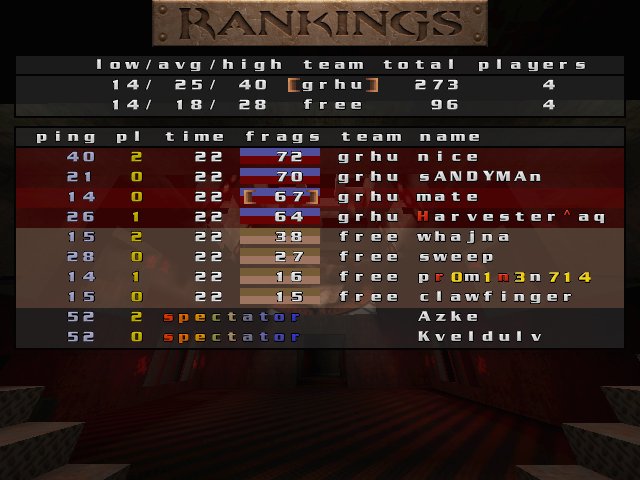 RANKINGS
low/avg/high team total players
14/ 25/ 40 [grhu] 273 4
14/ 18/ 28 free 96 4
ping pl time frags team name
40 2 22 72 grhu nice
21 0 22 70 grhu sANDYMAn
14 0 22 [67] grhu mate
26 1 22 64 grhu Harvester^aq
15 2 22 38 free whajna
28 0 22 27 free sweep
14 1 22 16 free pr0m1n3n714
15 0 22 15 free clawfinger
52 2 spectator Azke
52 0 spectator Kveldulv